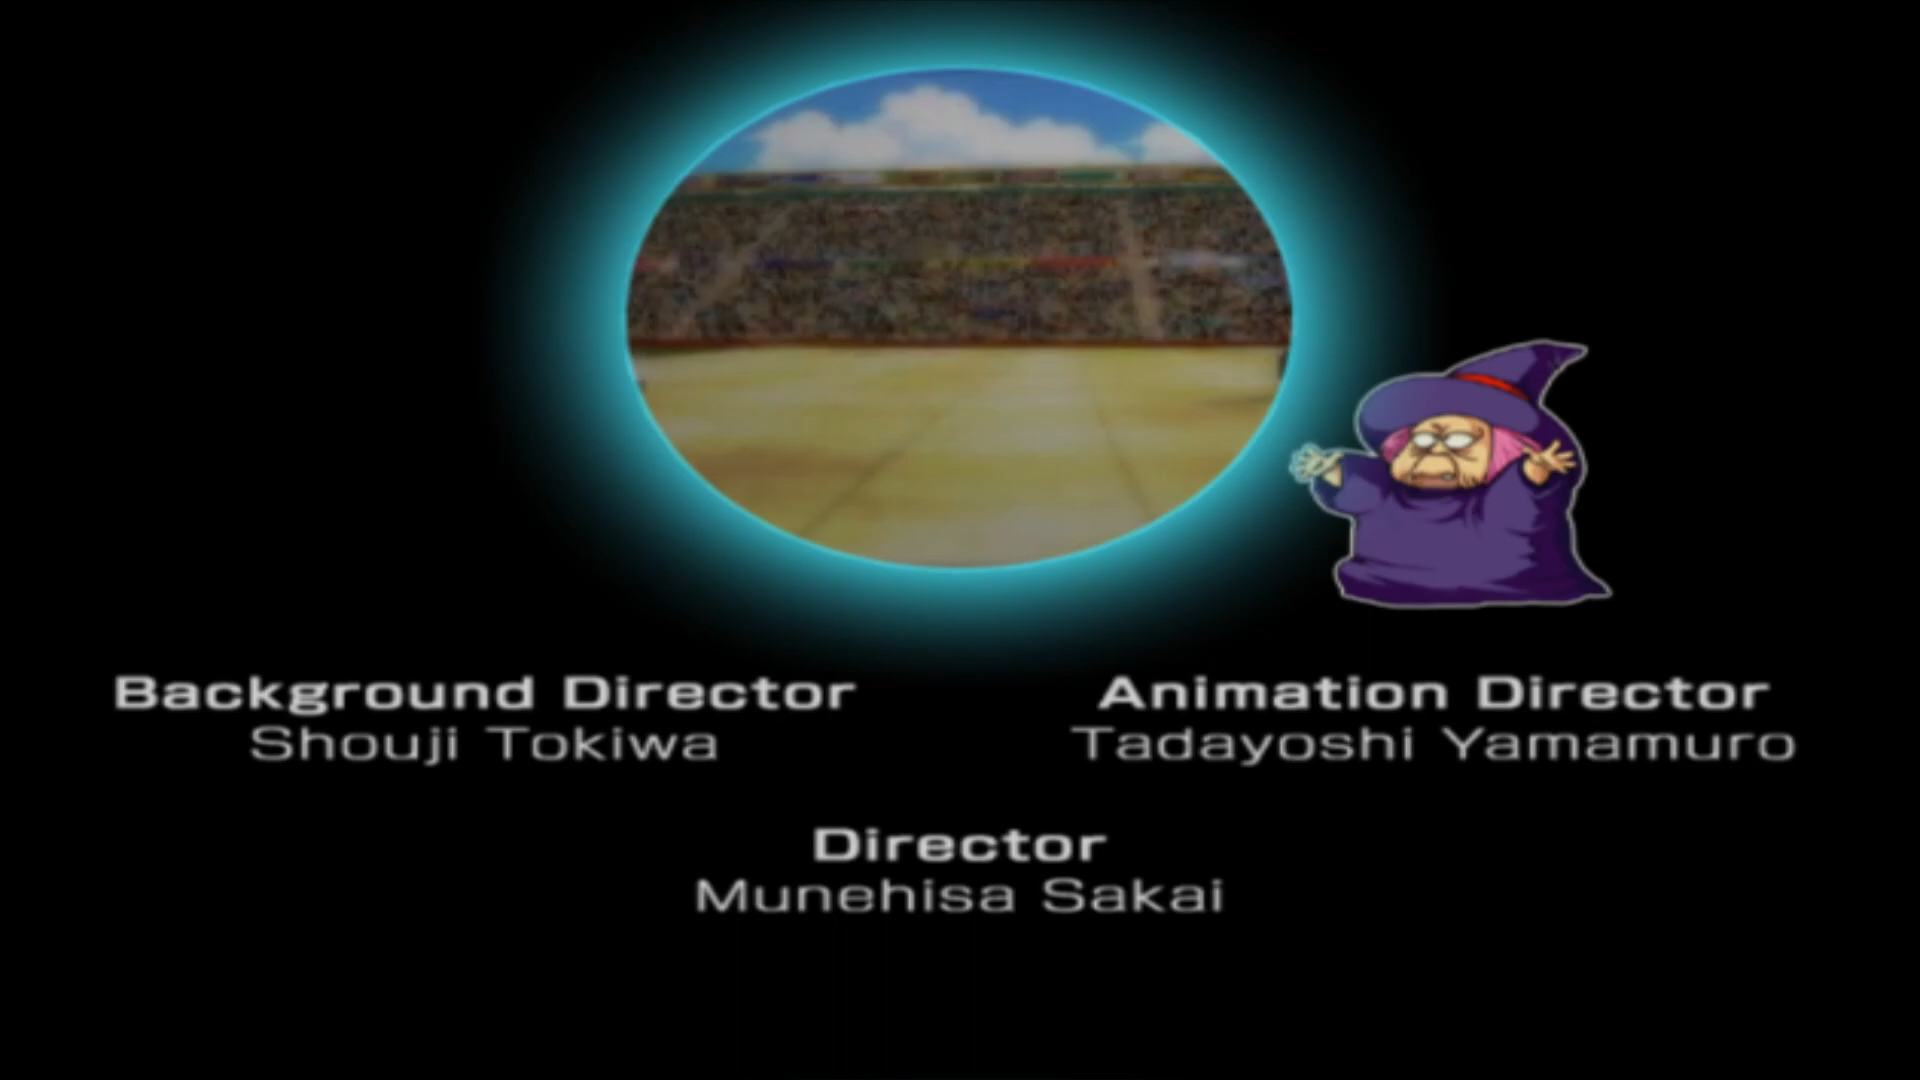 Background Director
Shouji Tokiwa
Animation Director
Tadayoshi Yamamuro
Director
Munehisa Sakai